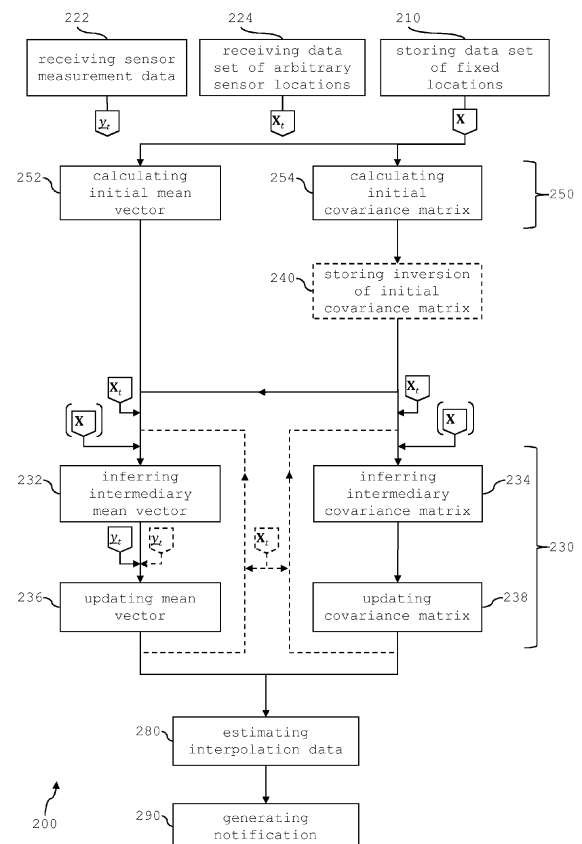 222
224
210
receiving sensor
measurement data
receiving data
set of arbitrary
sensor locations
storing data set
of fixed
locations
y_t
X_t
X
252
calculating
initial mean
vector
254
calculating
initial
covariance matrix
250
240
storing inversion
of initial
covariance matrix
X_t
X_t
(X)
(X)
232
inferring
intermediary
mean vector
inferring
intermediary
covariance matrix
234
230
y_t
y_t
X_t
236
updating mean
vector
updating
covariance matrix
238
280
estimating
interpolation data
200
290
generating
notification